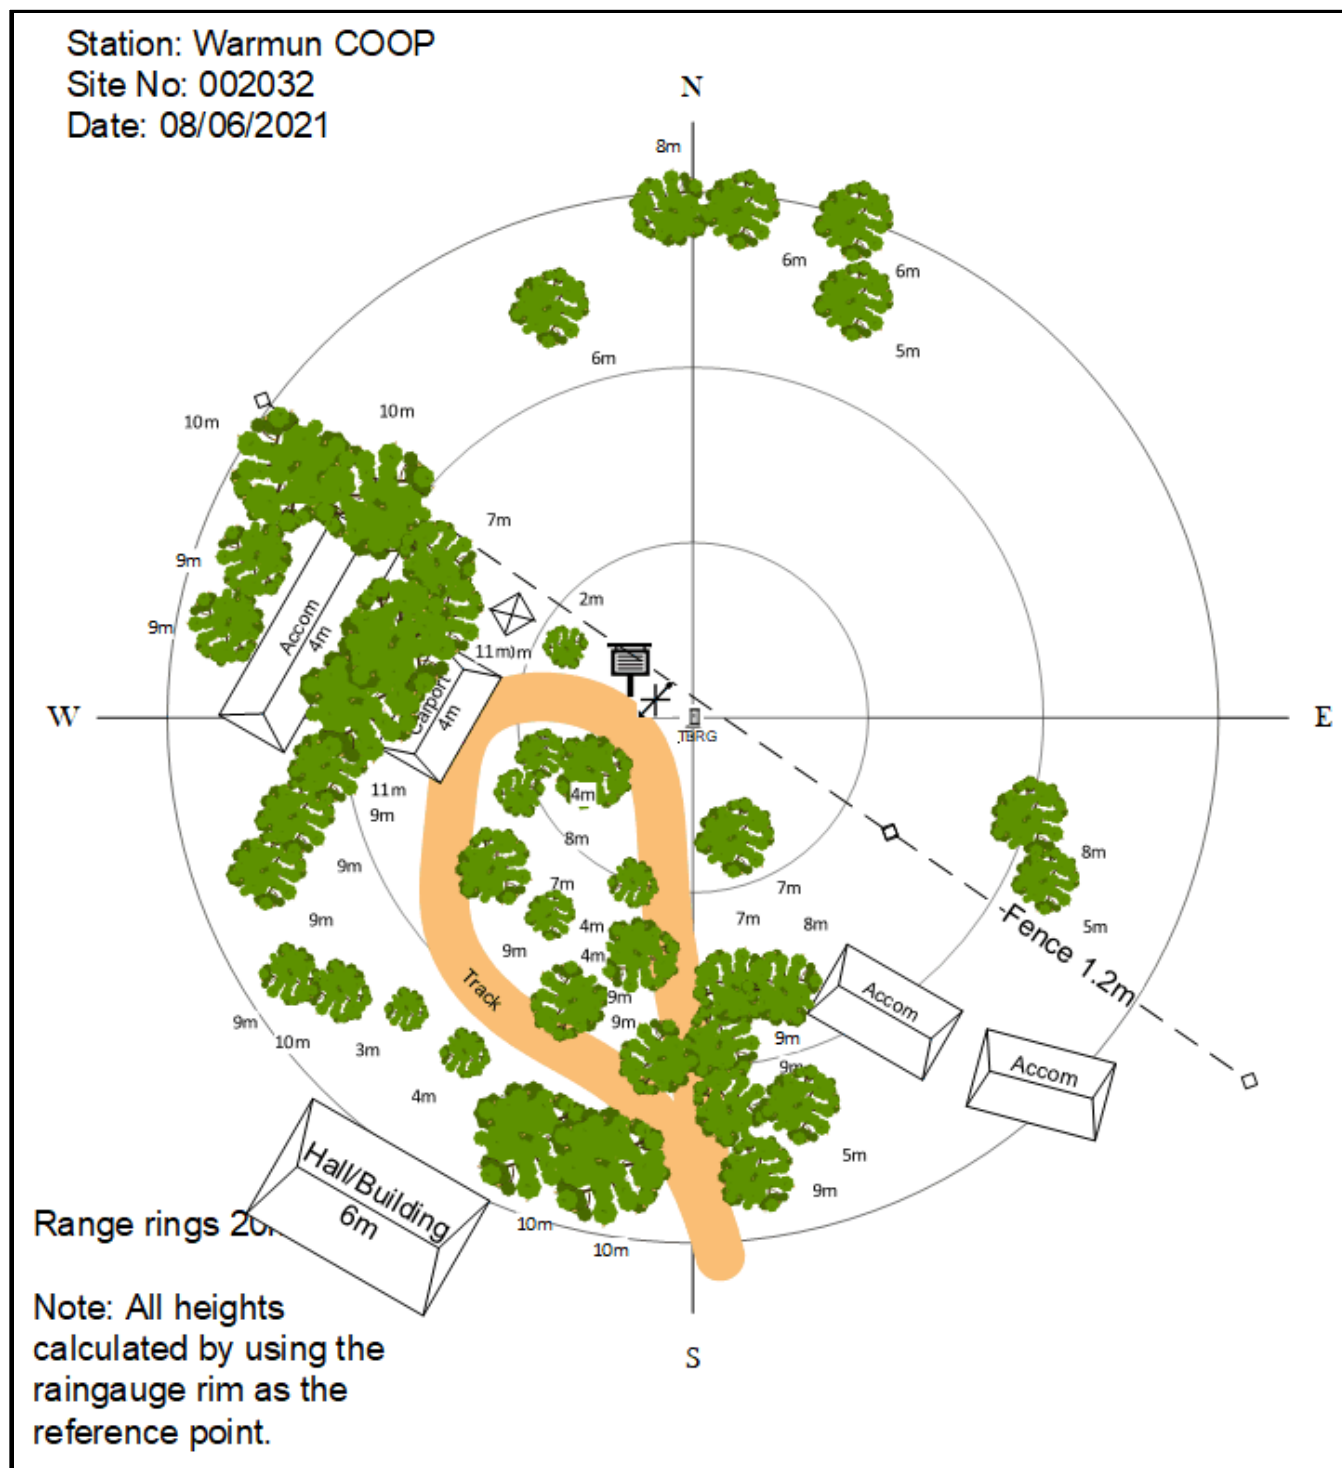 Station: Warmun COOP
Site No: 002032
Date: 08/06/2021
N
8m
6m
6m
5m
6m
10m
10m
7m
9m
2m
9m
Accom
4m
11m
Carport
4m
W
E
TBRG
11m
9m
4m
8m
9m
7m
7m
8m
5m
9m
4m
7m
8m
9m
4m
Fence 1.2m
Track
9m
9m
Accom
9m
10m
3m
9m
9m
Accom
4m
5m
9m
Hall/Building
6m
10m
10m
Range rings
S
Note: All heights
calculated by using the
raingauge rim as the
reference point.